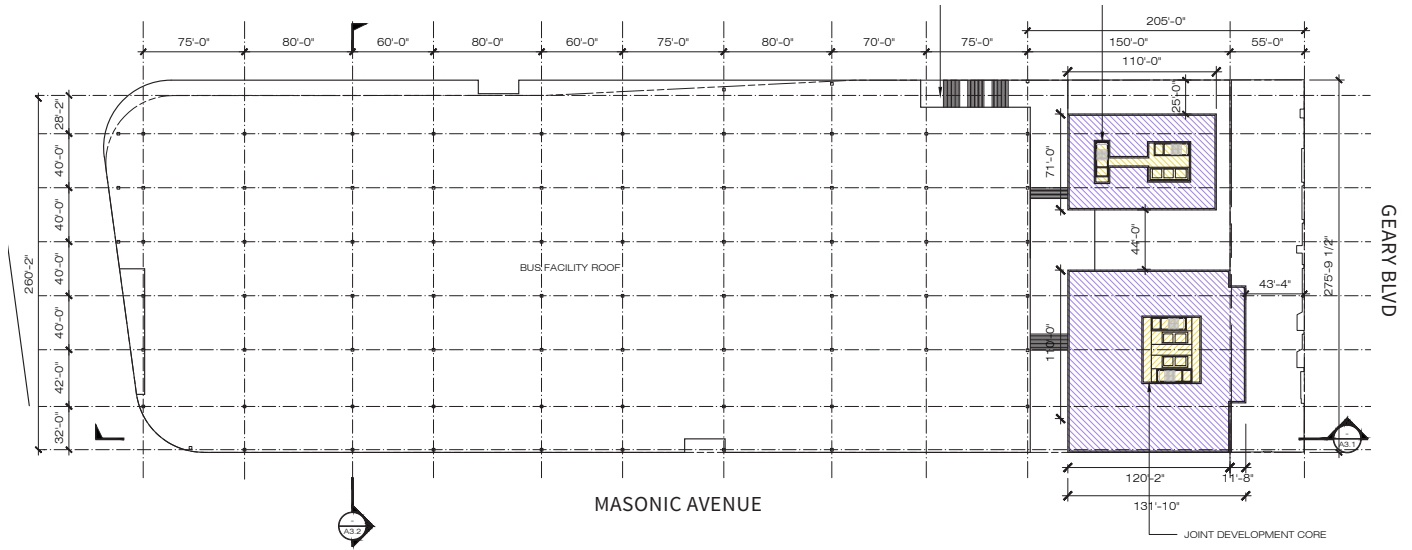 205'-0"
75'-0" 80'-0" 60'-0" 80'-0" 60'-0" 75'-0" 80'-0" 70'-0" 75'-0" 150'-0" 55'-0"
110'-0"
25'-0"
28'-2"
40'-0"
40'-0"
40'-0"
40'-0"
42'-0"
32'-0"
260'-2"
71'-0"
44'-0"
110'-0"
BUS FACILITY ROOF
43'-4"
275'-9 1/2"
GEARY BLVD
-
A3.1
120'-2" 11'-8"
131'-10"
MASONIC AVENUE
-
A3.2
JOINT DEVELOPMENT CORE